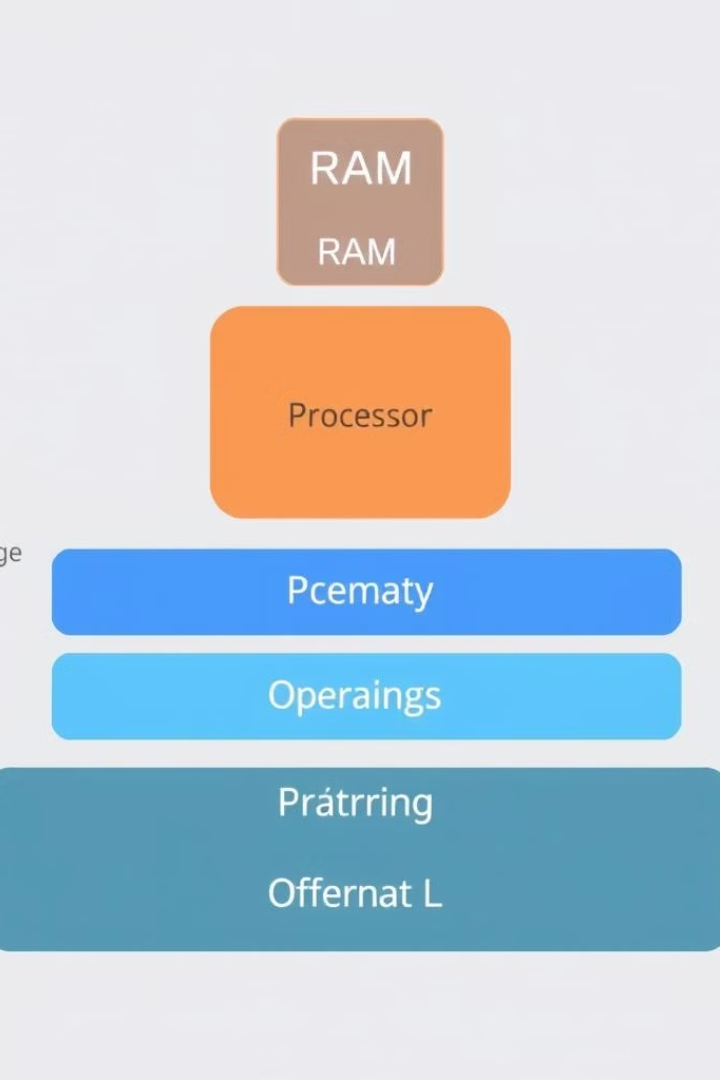 RAM
RAM
Processor
ge
Pcematy
Operaings
Prátrring
Offernat L